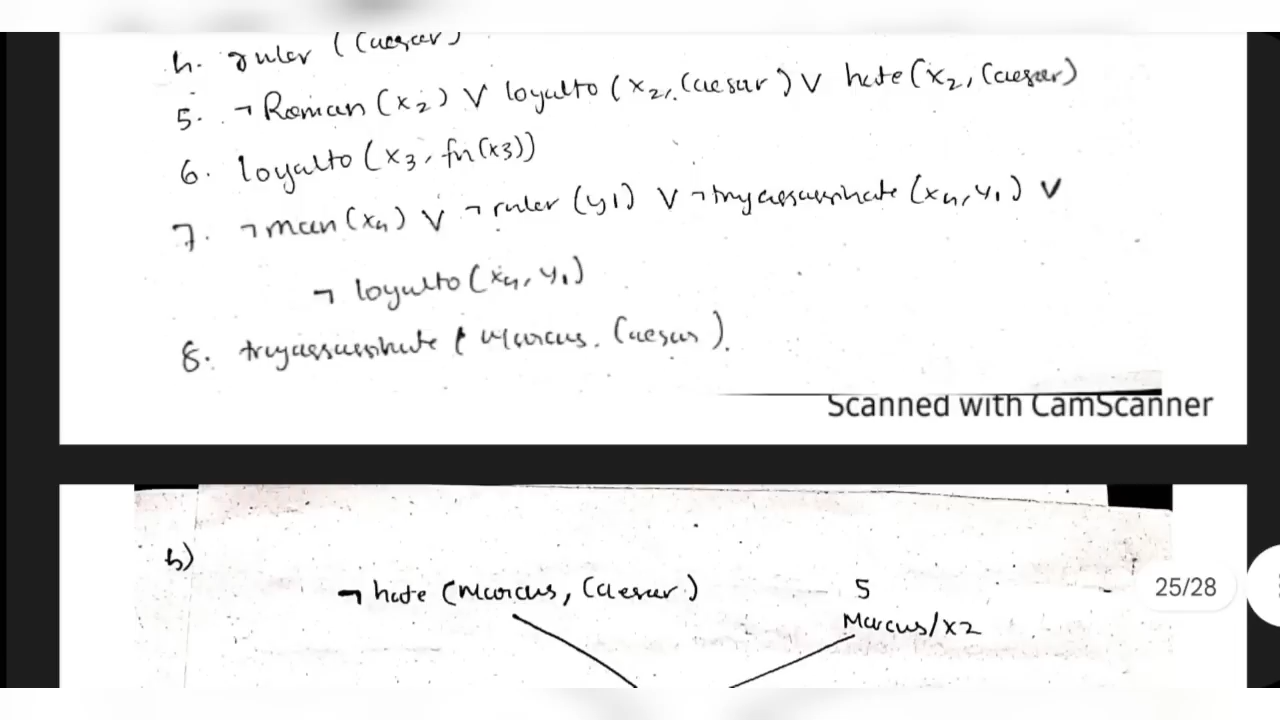 4. ruler (Caesar)
5. ¬ Roman (x2) V loyalto (x2, Caesar) V hate (x2, Caesar)
6. loyalto (x3, fn(x3))
7. ¬ man (x4) V ¬ ruler (y1) V ¬ tryassassinate (x4, y1) V
¬ loyalto (x4, y1)
8. tryassassinate ( Marcus, Caesar ).
Scanned with CamScanner
b)
¬ hate (Marcus, Caesar)
5
25/28
Marcus/x2